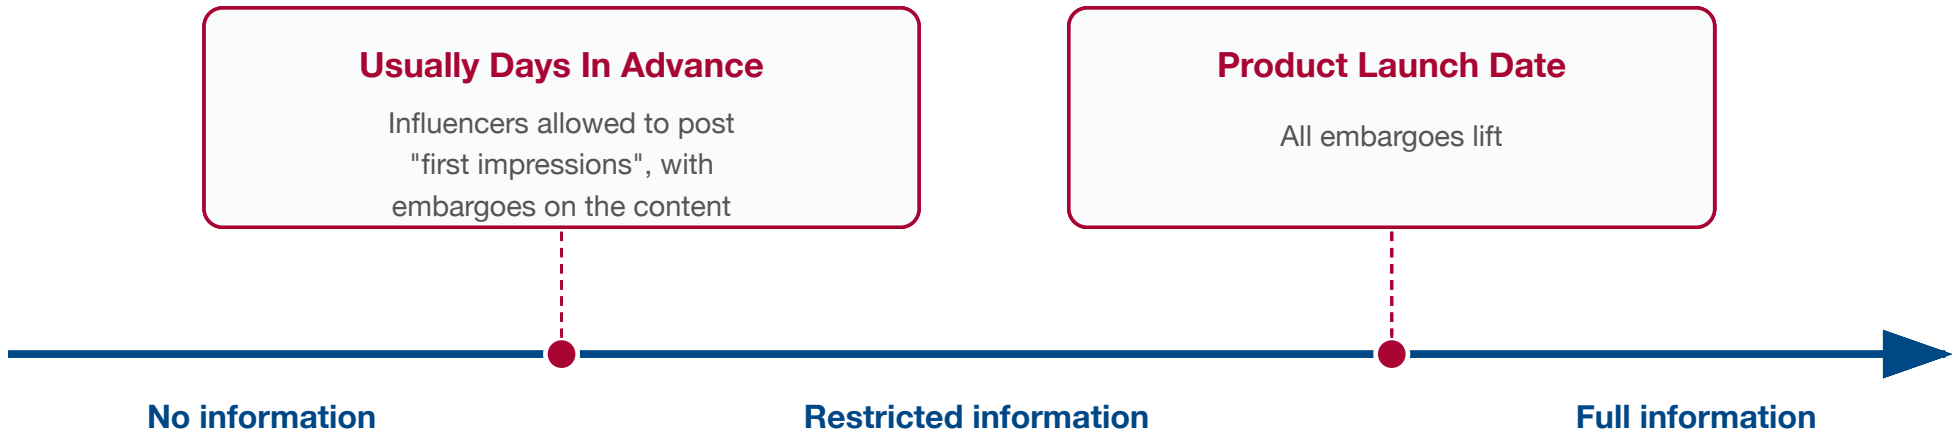 Usually Days In Advance
Influencers allowed to post
"first impressions", with
embargoes on the content
Product Launch Date
All embargoes lift
No information
Restricted information
Full information